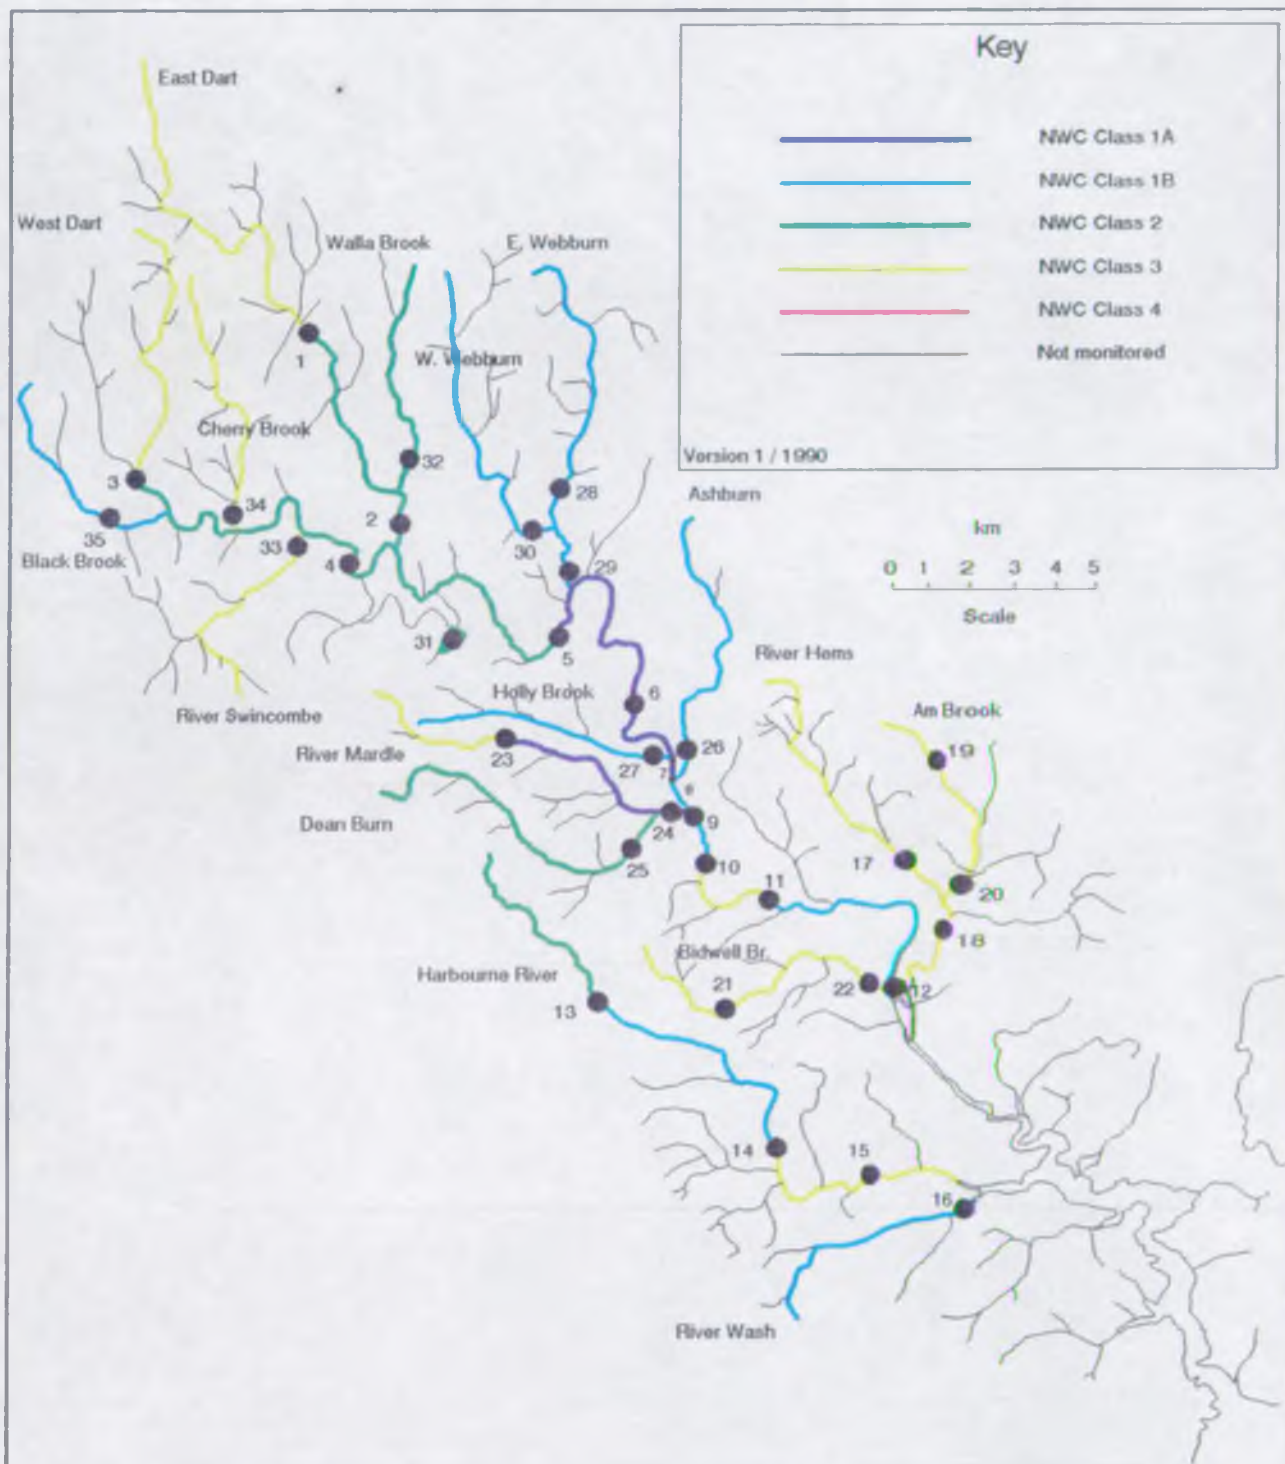 Key
NWC Class 1A
NWC Class 1B
NWC Class 2
NWC Class 3
NWC Class 4
Not monitored
Version 1 / 1990
East Dart
West Dart
Walla Brook
E. Webburn
1
W. Webburn
Cherry Brook
32
3
34
28
Ashburn
2
35
33
30
km
Black Brook
4
29
0 1 2 3 4 5
Scale
31
5
River Hems
6
Holly Brook
River Swincombe
Am Brook
River Mardle
23
27
7
26
19
8
Dean Burn
24
9
25
10
17
11
20
18
Bidwell Br.
Harbourne River
21
22
12
13
14
15
16
River Wash